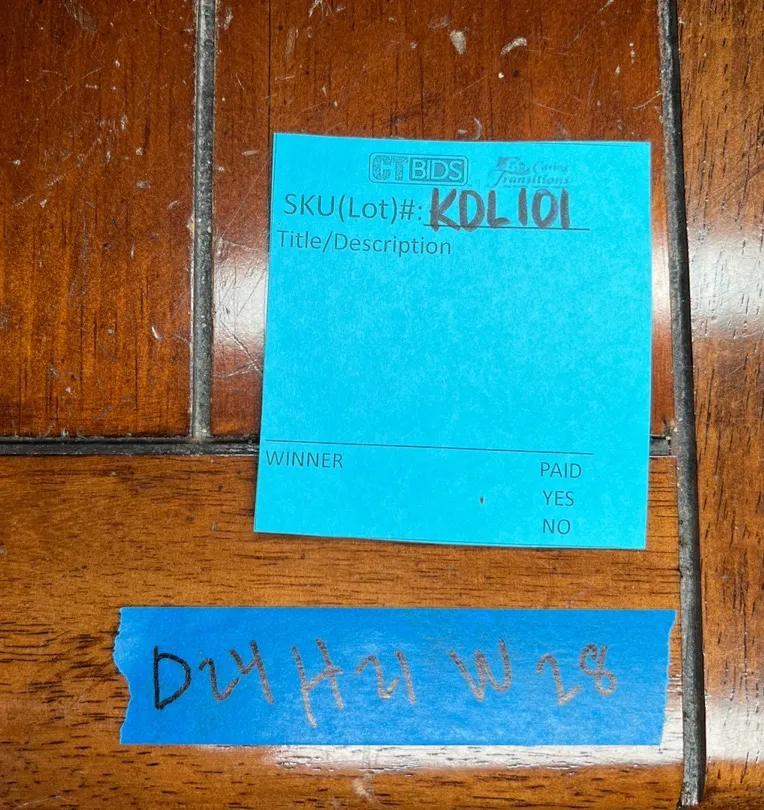 CTBIDS Caring Transitions
SKU(Lot)#: KDL101
Title/Description
WINNER PAID
YES
NO
D24 H21 W28